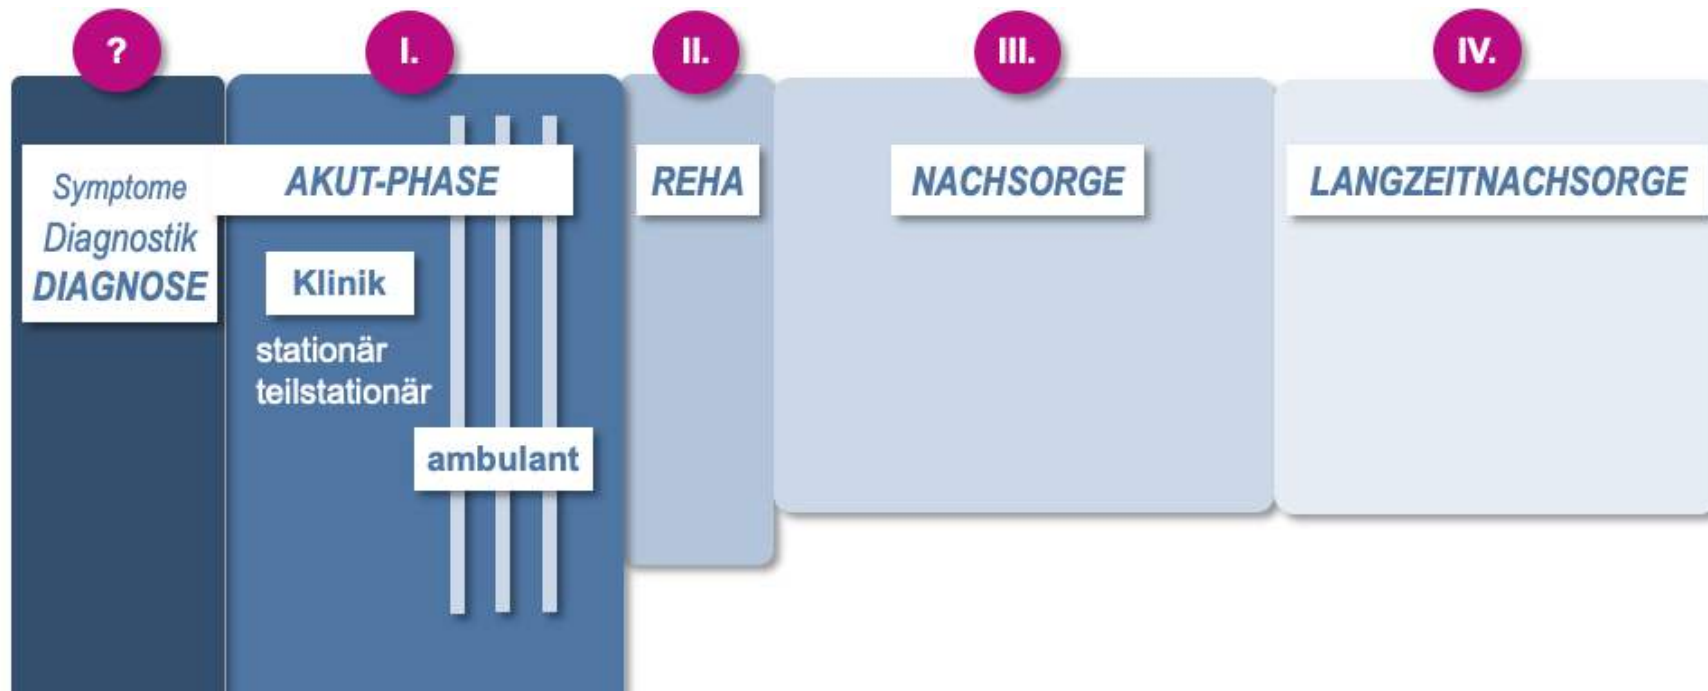 ?
I.
II.
III.
IV.
Symptome
Diagnostik
DIAGNOSE
AKUT-PHASE
Klinik
stationär
teilstationär
ambulant
REHA
NACHSORGE
LANGZEITNACHSORGE